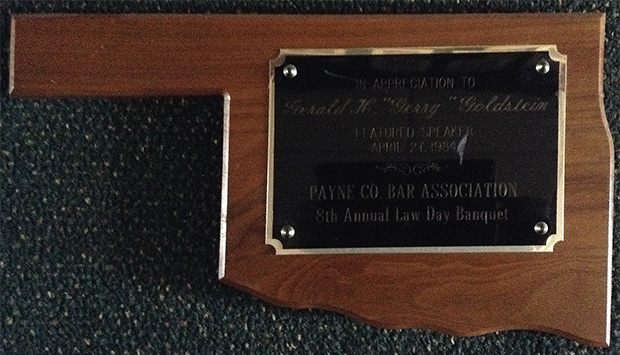 IN APPRECIATION TO
Gerald H. "Gerry" Goldstein
FEATURED SPEAKER
APRIL 27, 1984
PAYNE CO. BAR ASSOCIATION
8th Annual Law Day Banquet